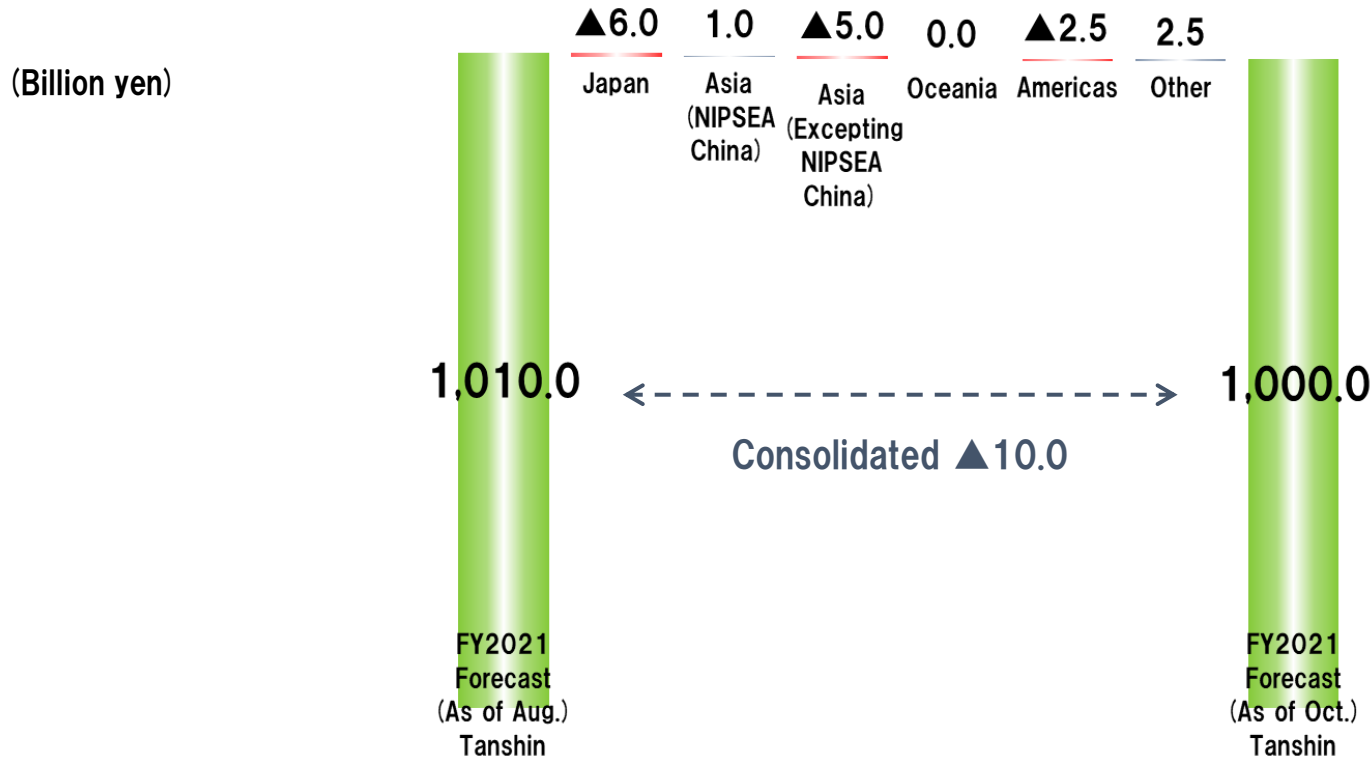 (Billion yen)
▲6.0
1.0
▲5.0
0.0
▲2.5
2.5
Japan
Asia
(NIPSEA
China)
Asia
(Excepting
NIPSEA
China)
Oceania
Americas
Other
1,010.0
1,000.0
Consolidated ▲10.0
FY2021
Forecast
(As of Aug.)
Tanshin
FY2021
Forecast
(As of Oct.)
Tanshin